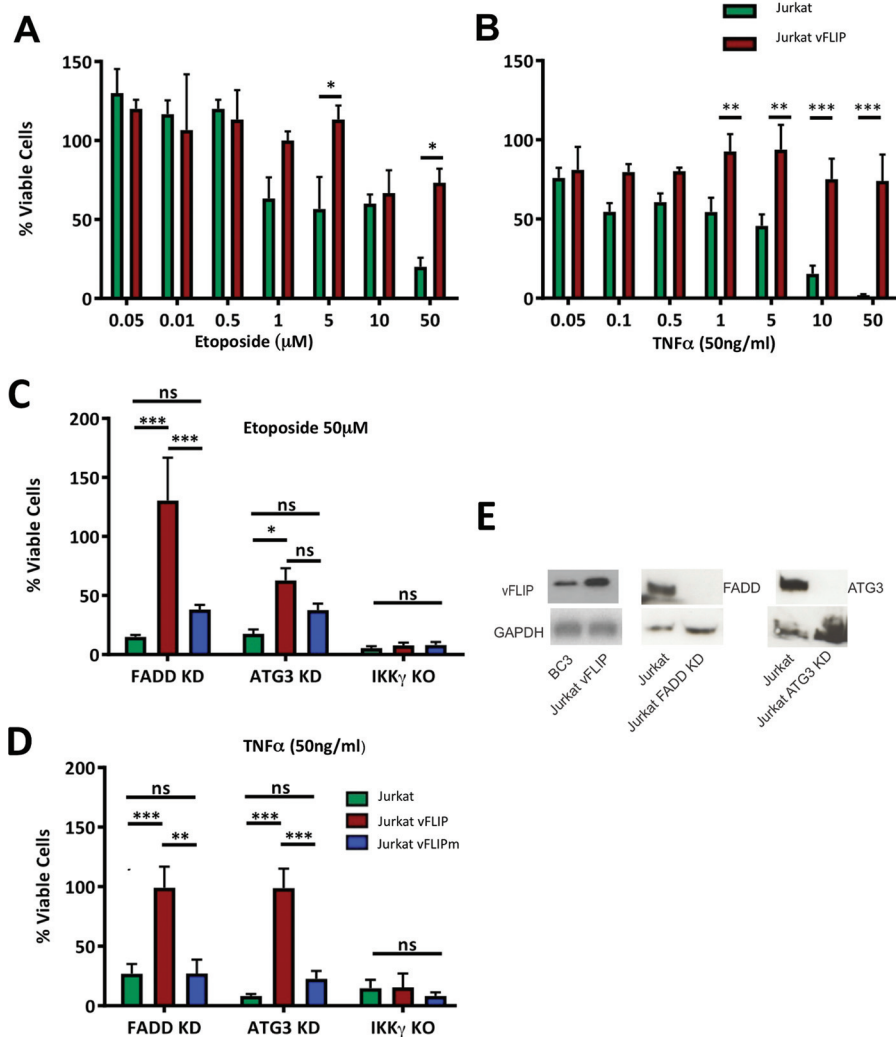 A
Jurkat
Jurkat vFLIP
B
150
100
50
0
% Viable Cells
*
*
0.05 0.01 0.5 1 5 10 50
Etoposide (μM)
150
100
50
0
% Viable Cells
** ** *** ***
0.05 0.1 0.5 1 5 10 50
TNFα (50ng/ml)
C
Etoposide 50μM
200
150
100
50
0
% Viable Cells
ns
***
***
ns
*
ns
ns
FADD KD ATG3 KD IKKγ KO
D
TNFα (50ng/ml)
200
150
100
50
0
% Viable Cells
ns
***
**
ns
***
***
ns
Jurkat
Jurkat vFLIP
Jurkat vFLIPm
FADD KD ATG3 KD IKKγ KO
E
vFLIP
FADD
ATG3
GAPDH
BC3
Jurkat vFLIP
Jurkat
Jurkat FADD KD
Jurkat
Jurkat ATG3 KD